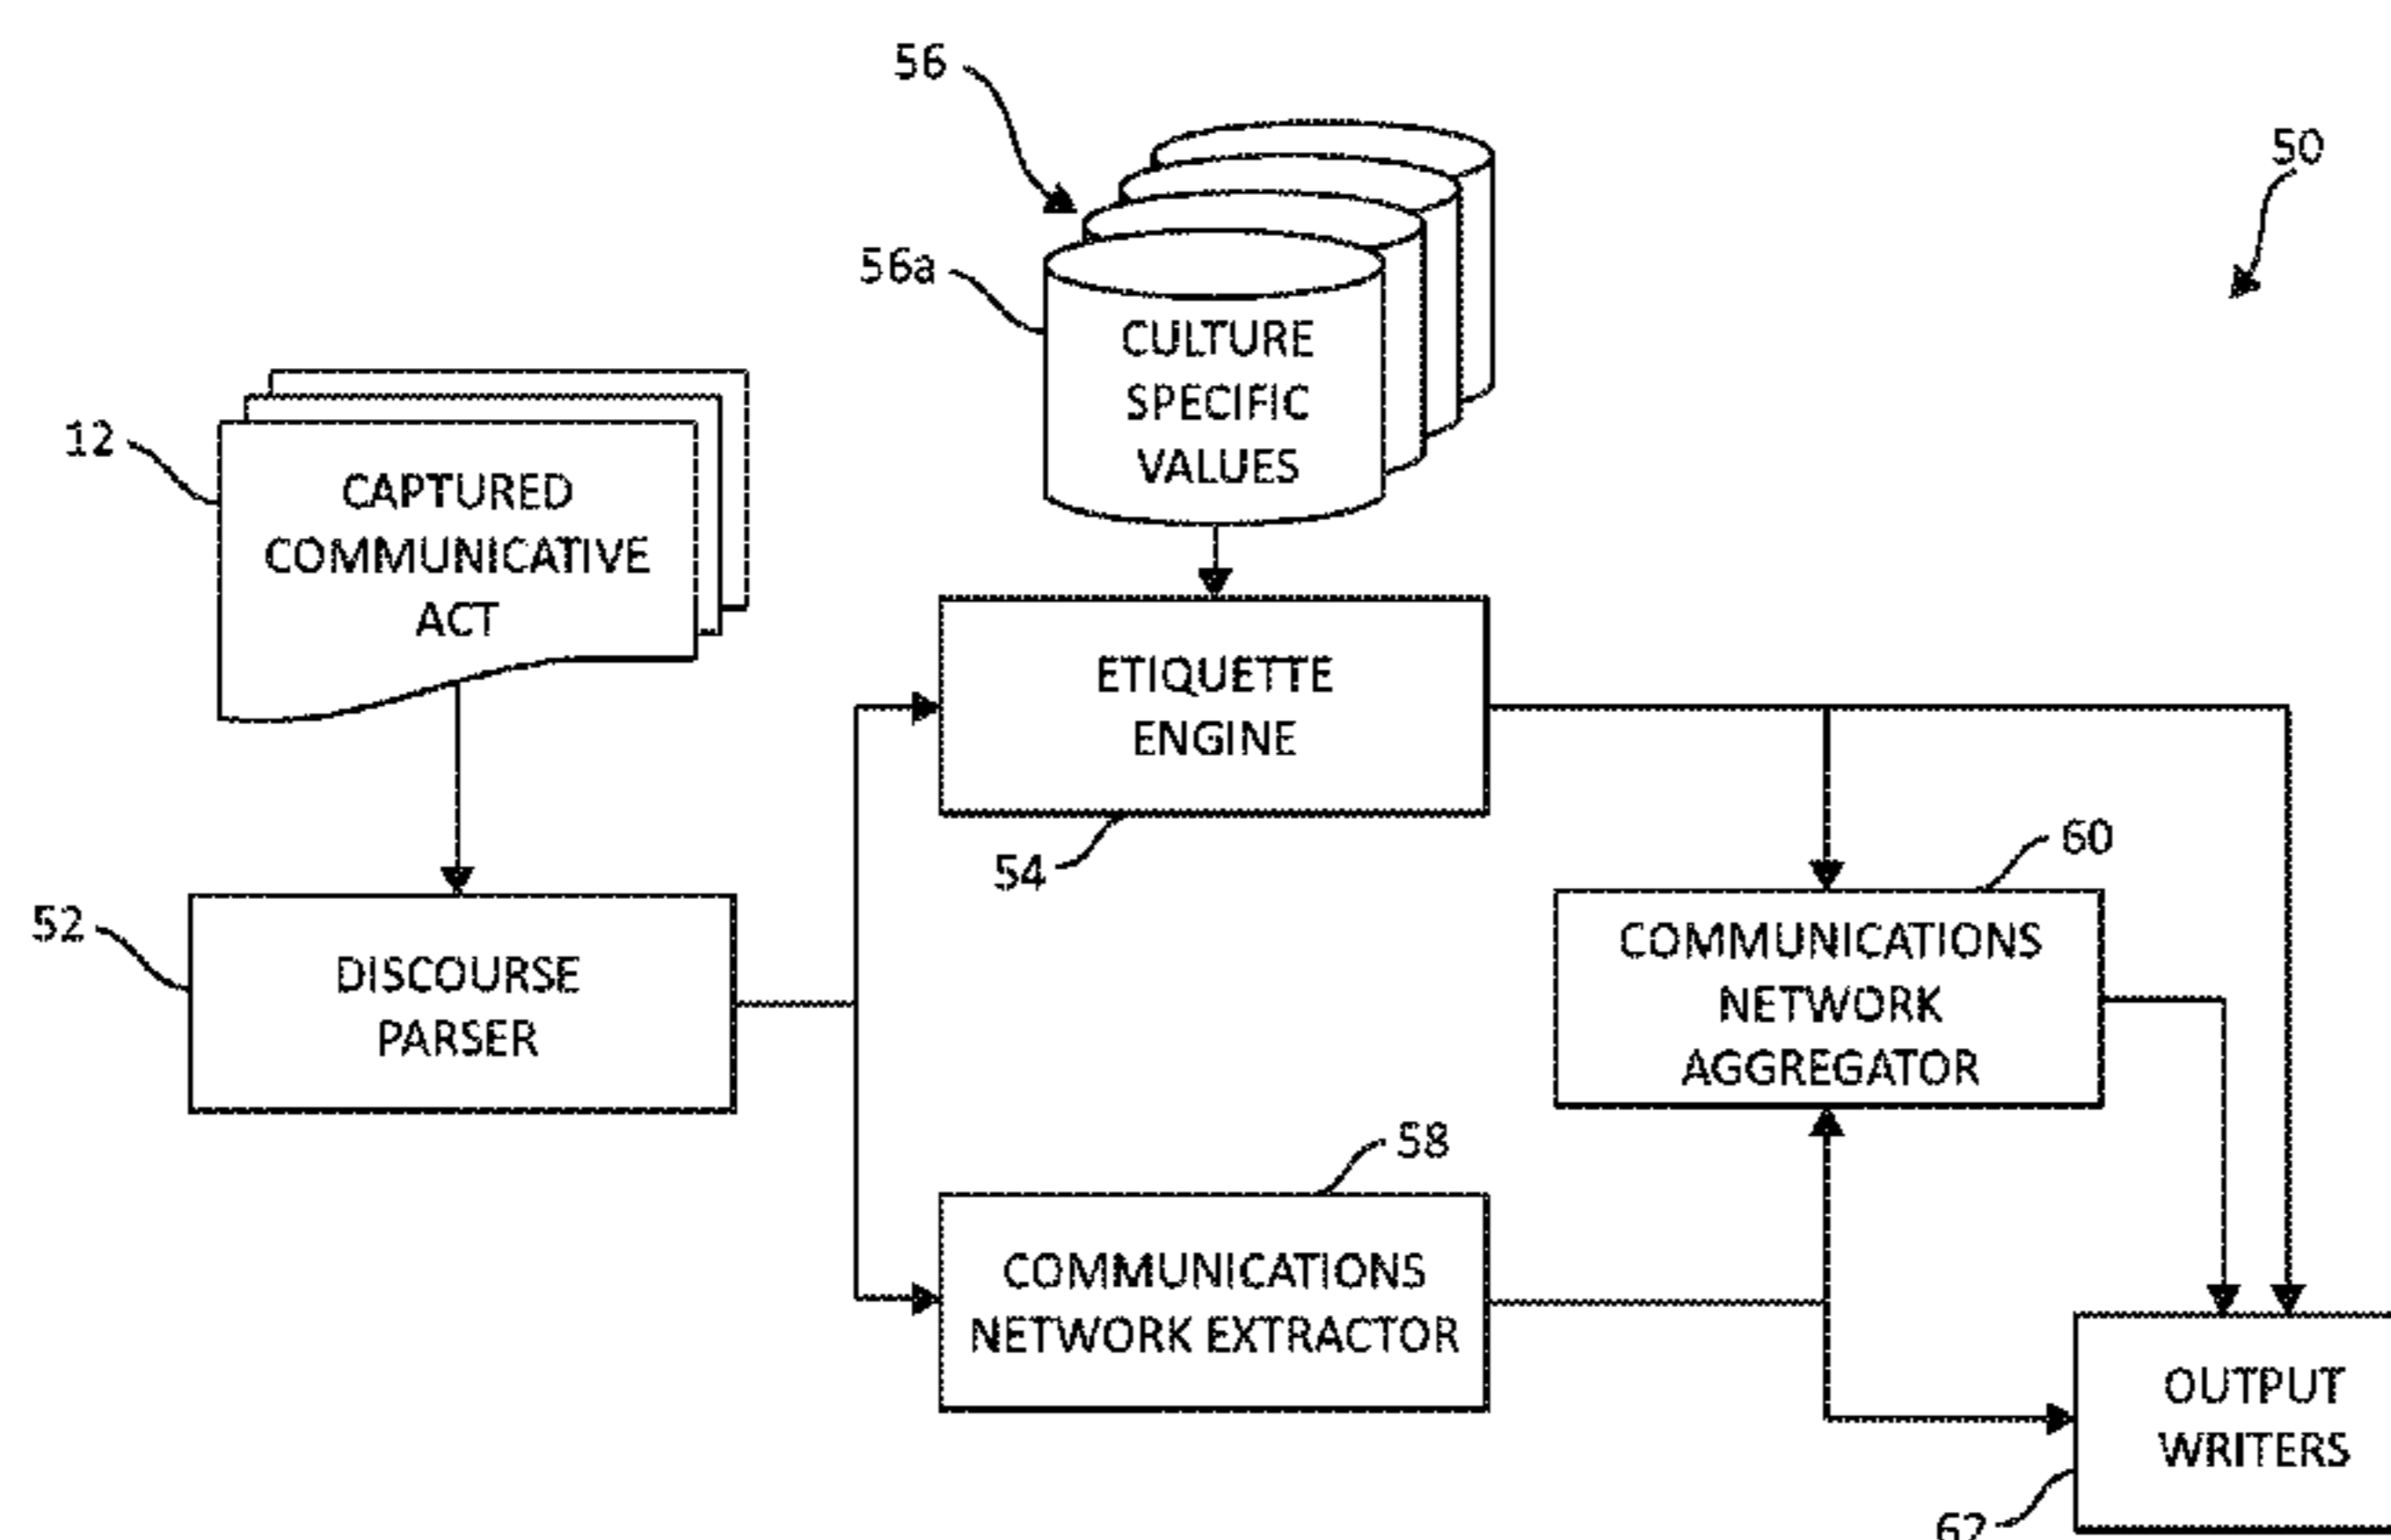 56
50
56a
CULTURE
SPECIFIC
VALUES
12
CAPTURED
COMMUNICATIVE
ACT
ETIQUETTE
ENGINE
54
60
52
DISCOURSE
PARSER
COMMUNICATIONS
NETWORK
AGGREGATOR
58
COMMUNICATIONS
NETWORK EXTRACTOR
OUTPUT
WRITERS
62